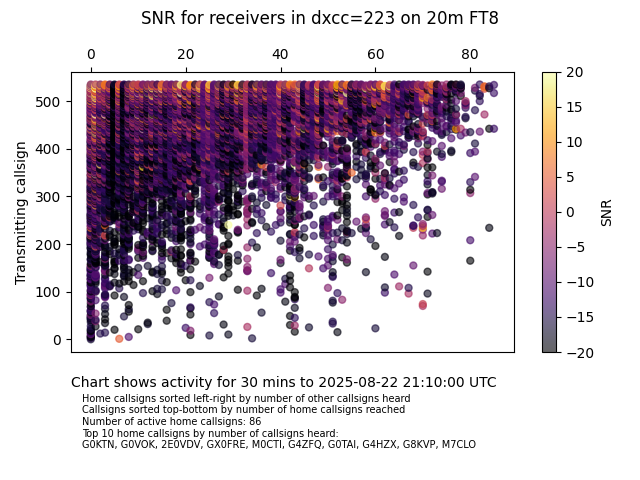 SNR for receivers in dxcc=223 on 20m FT8
0 20 40 60 80
500
400
300
200
100
0
Transmitting callsign
20
15
10
5
0
−5
−10
−15
−20
SNR
Chart shows activity for 30 mins to 2025-08-22 21:10:00 UTC
Home callsigns sorted left-right by number of other callsigns heard
Callsigns sorted top-bottom by number of home callsigns reached
Number of active home callsigns: 86
Top 10 home callsigns by number of callsigns heard:
G0KTN, G0VOK, 2E0VDV, GX0FRE, M0CTI, G4ZFQ, G0TAI, G4HZX, G8KVP, M7CLO